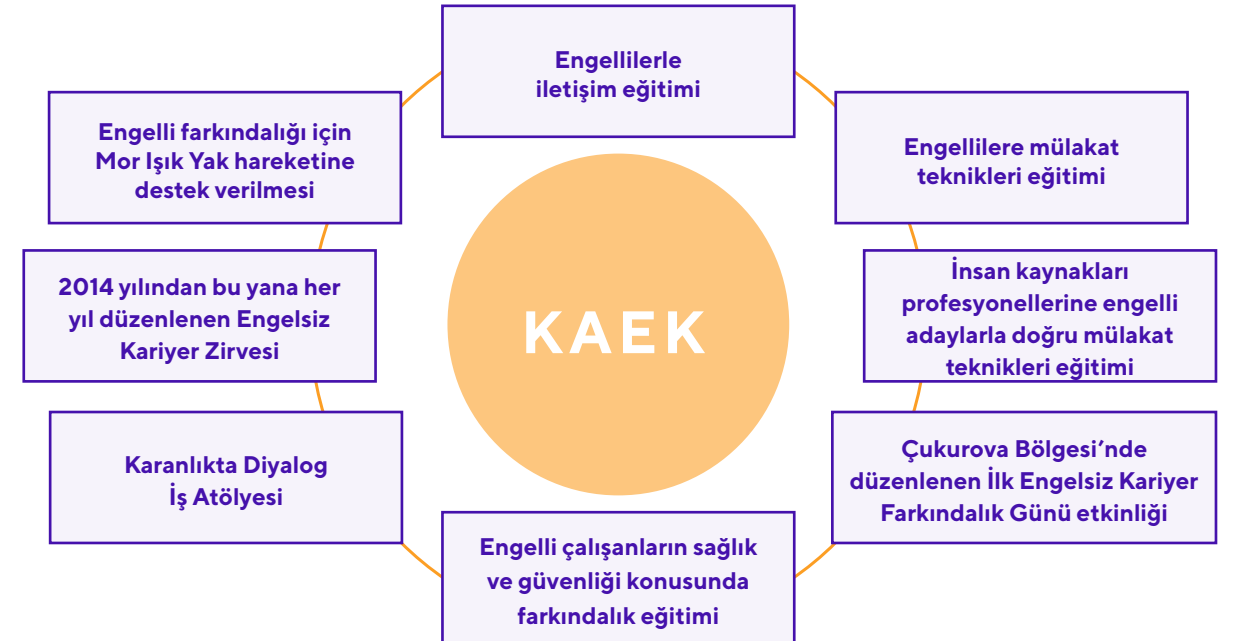 Engellilerle
iletişim eğitimi
Engelli farkındalığı için
Mor Işık Yak hareketine
destek verilmesi
Engellilere mülakat
teknikleri eğitimi
2014 yılından bu yana her
yıl düzenlenen Engelsiz
Kariyer Zirvesi
KAEK
İnsan kaynakları
profesyonellerine engelli
adaylarla doğru mülakat
teknikleri eğitimi
Karanlıkta Diyalog
İş Atölyesi
Çukurova Bölgesi’nde
düzenlenen İlk Engelsiz Kariyer
Farkındalık Günü etkinliği
Engelli çalışanların sağlık
ve güvenliği konusunda
farkındalık eğitimi